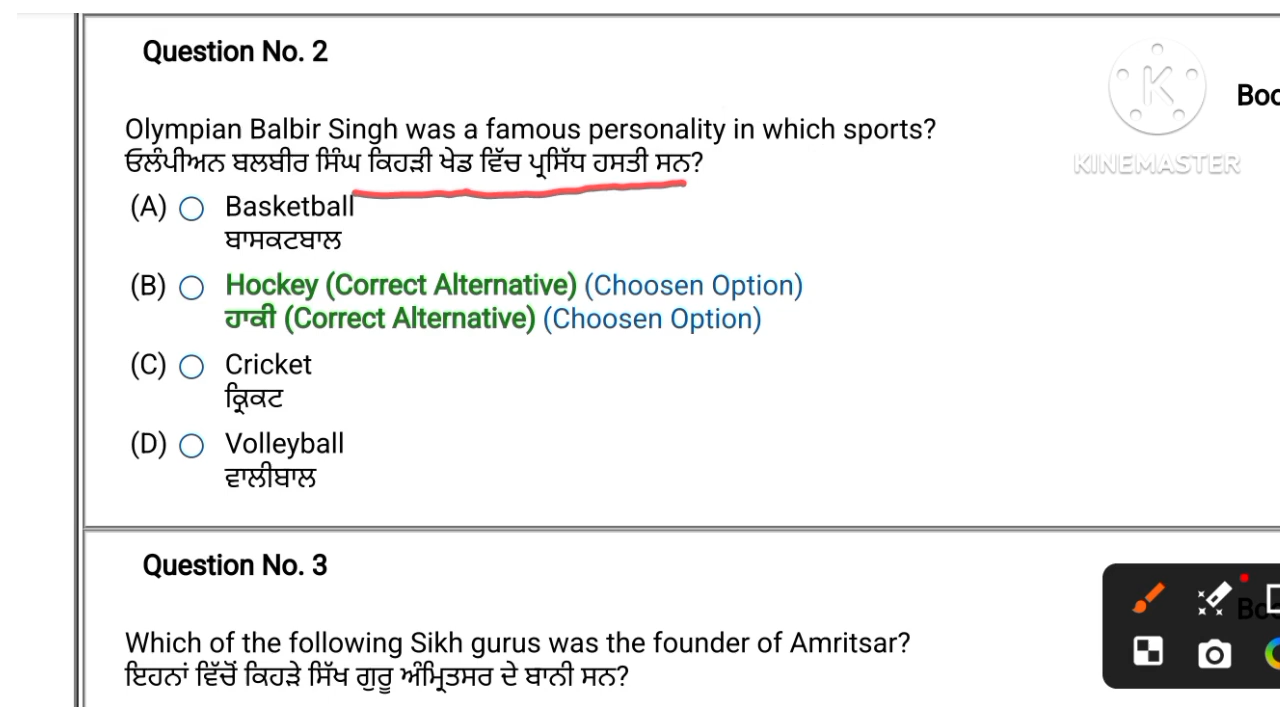 Question No. 2
Boo
Olympian Balbir Singh was a famous personality in which sports?
ਓਲੰਪੀਅਨ ਬਲਬੀਰ ਸਿੰਘ ਕਿਹੜੀ ਖੇਡ ਵਿੱਚ ਪ੍ਰਸਿੱਧ ਹਸਤੀ ਸਨ?
K
KINEMASTER
(A) Basketball
ਬਾਸਕਟਬਾਲ
(B) Hockey (Correct Alternative) (Choosen Option)
ਹਾਕੀ (Correct Alternative) (Choosen Option)
(C) Cricket
ਕ੍ਰਿਕਟ
(D) Volleyball
ਵਾਲੀਬਾਲ
Question No. 3
Which of the following Sikh gurus was the founder of Amritsar?
ਇਹਨਾਂ ਵਿੱਚੋਂ ਕਿਹੜੇ ਸਿੱਖ ਗੁਰੂ ਅੰਮ੍ਰਿਤਸਰ ਦੇ ਬਾਨੀ ਸਨ?